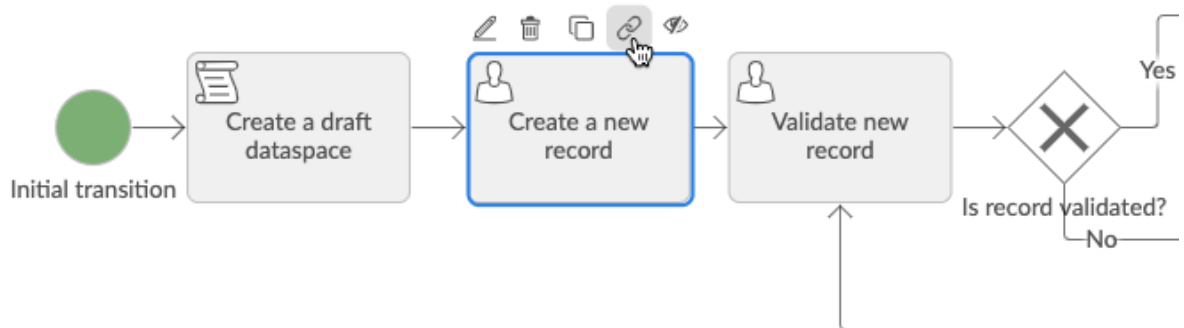 Yes
Create a draft
dataspace
Create a new
record
Validate new
record
Initial transition
Is record validated?
No